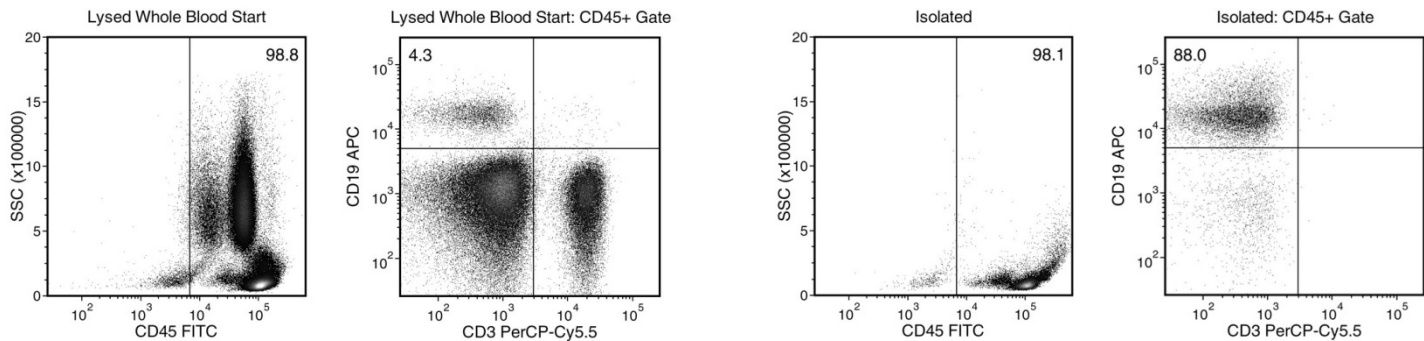 Lysed Whole Blood Start
98.8
20
15
10
5
0
SSC (x100000)
10² 10³ 10⁴ 10⁵
CD45 FITC
Lysed Whole Blood Start: CD45+ Gate
4.3
10⁵
10⁴
10³
10²
CD19 APC
10² 10³ 10⁴ 10⁵
CD3 PerCP-Cy5.5
Isolated
98.1
20
15
10
5
0
SSC (x100000)
10² 10³ 10⁴ 10⁵
CD45 FITC
Isolated: CD45+ Gate
88.0
10⁵
10⁴
10³
10²
CD19 APC
10² 10³ 10⁴ 10⁵
CD3 PerCP-Cy5.5